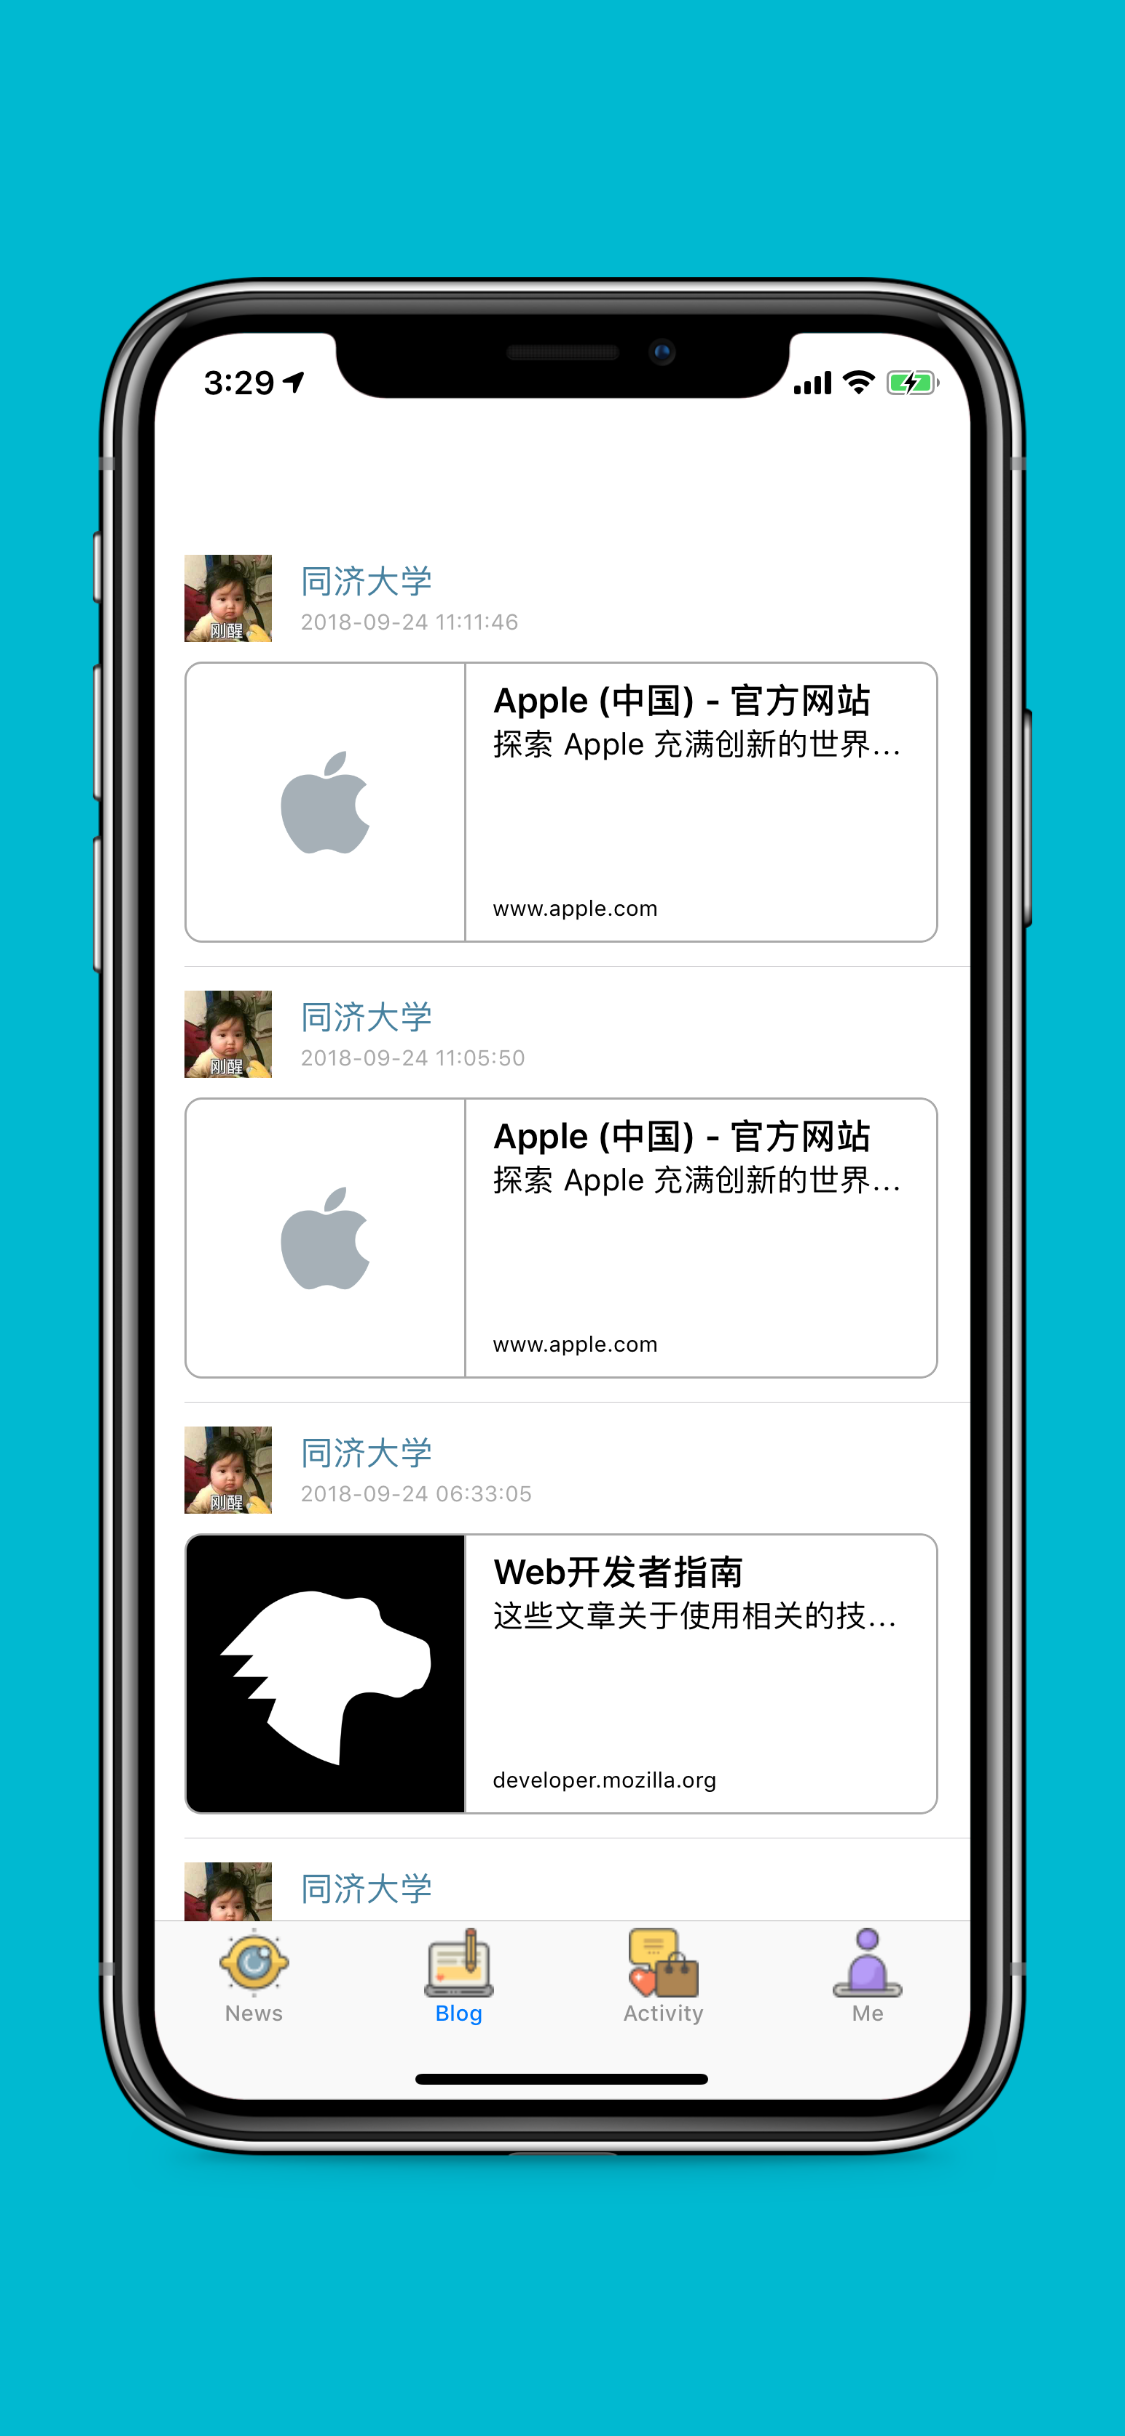 3:29
同济大学
2018-09-24 11:11:46
刚醒
Apple (中国) - 官方网站
探索 Apple 充满创新的世界...
www.apple.com
同济大学
2018-09-24 11:05:50
刚醒
Apple (中国) - 官方网站
探索 Apple 充满创新的世界...
www.apple.com
同济大学
2018-09-24 06:33:05
刚醒
Web开发者指南
这些文章关于使用相关的技...
developer.mozilla.org
同济大学
News
Blog
Activity
Me